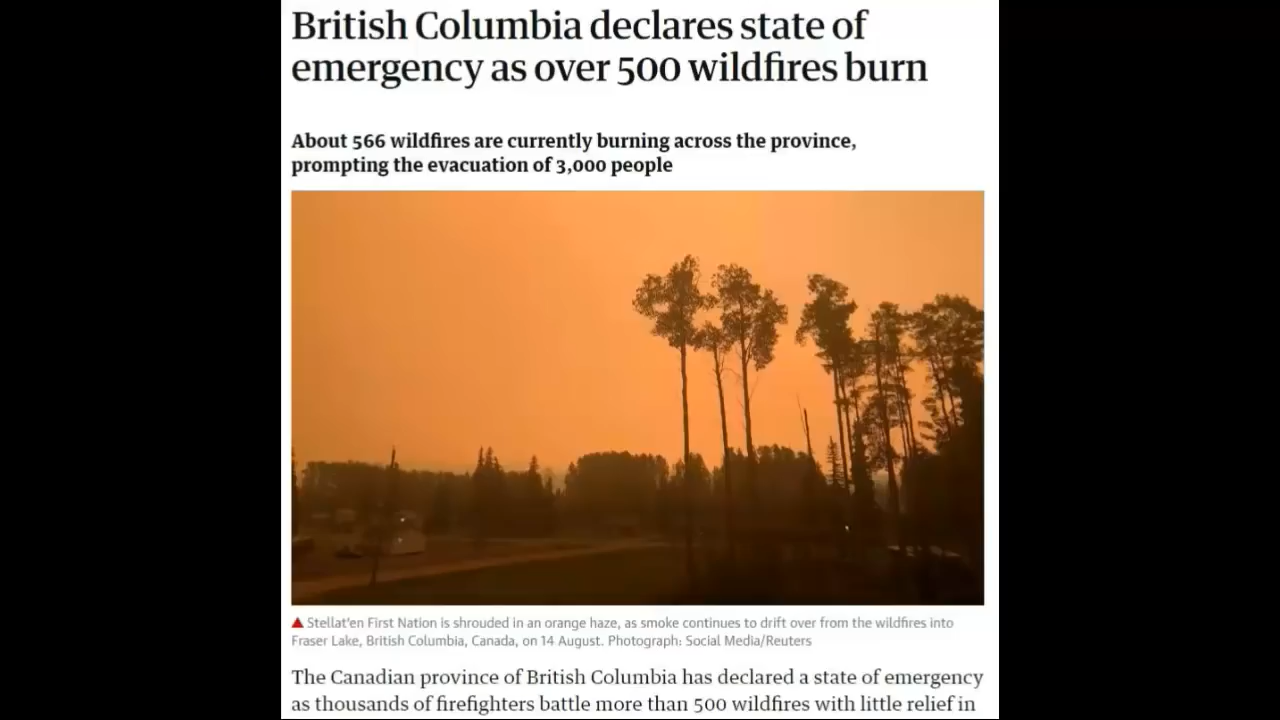 British Columbia declares state of
emergency as over 500 wildfires burn
About 566 wildfires are currently burning across the province,
prompting the evacuation of 3,000 people
Stellat'en First Nation is shrouded in an orange haze, as smoke continues to drift over from the wildfires into
Fraser Lake, British Columbia, Canada, on 14 August. Photograph: Social Media/Reuters
The Canadian province of British Columbia has declared a state of emergency
as thousands of firefighters battle more than 500 wildfires with little relief in